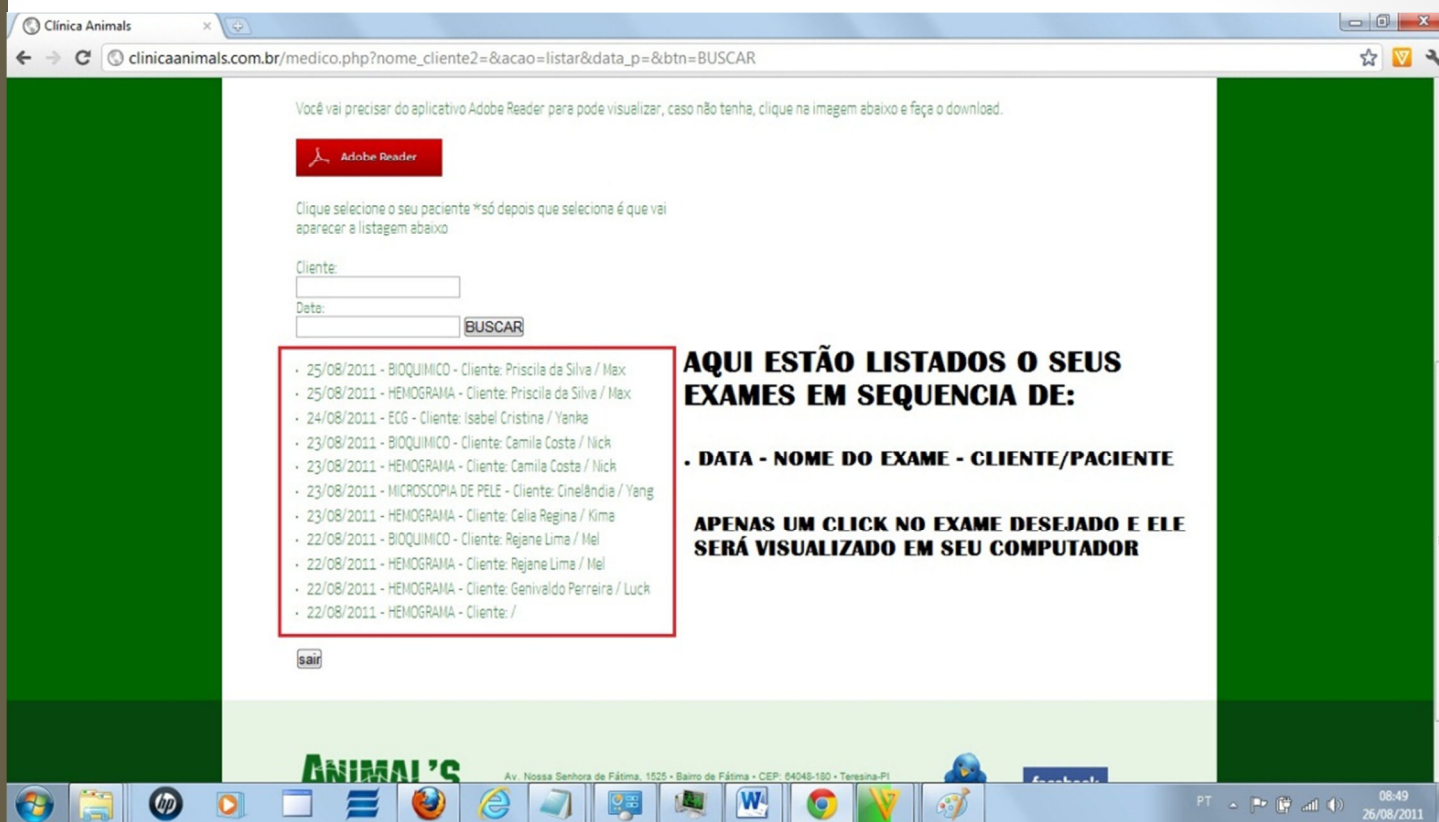 Clínica Animals
clinicaanimals.com.br/medico.php?nome_cliente2=&acao=listar&data_p=&btn=BUSCAR
Você vai precisar do aplicativo Adobe Reader para pode visualizar, caso não tenha, clique na imagem abaixo e faça o download.
Adobe Reader
Clique selecione o seu paciente *só depois que seleciona é que vai
aparecer a listagem abaixo
Cliente:
Data:
BUSCAR
• 25/08/2011 - BIOQUIMICO - Cliente: Priscila da Silva / Max
• 25/08/2011 - HEMOGRAMA - Cliente: Priscila da Silva / Max
• 24/08/2011 - ECG - Cliente: Isabel Cristina / Yanka
• 23/08/2011 - BIOQUIMICO - Cliente: Camila Costa / Nick
• 23/08/2011 - HEMOGRAMA - Cliente: Camila Costa / Nick
• 23/08/2011 - MICROSCOPIA DE PELE - Cliente: Cinelândia / Yang
• 23/08/2011 - HEMOGRAMA - Cliente: Celia Regina / Kima
• 22/08/2011 - BIOQUIMICO - Cliente: Rejane Lima / Mel
• 22/08/2011 - HEMOGRAMA - Cliente: Rejane Lima / Mel
• 22/08/2011 - HEMOGRAMA - Cliente: Genivaldo Perreira / Luck
• 22/08/2011 - HEMOGRAMA - Cliente: /
AQUI ESTÃO LISTADOS O SEUS
EXAMES EM SEQUENCIA DE:
. DATA - NOME DO EXAME - CLIENTE/PACIENTE
APENAS UM CLICK NO EXAME DESEJADO E ELE
SERÁ VISUALIZADO EM SEU COMPUTADOR
sair
ANIMAL'S
Av. Nossa Senhora de Fátima, 1525 • Bairro de Fátima • CEP: 64048-180 • Teresina-PI
facebook
PT
08:49
26/08/2011